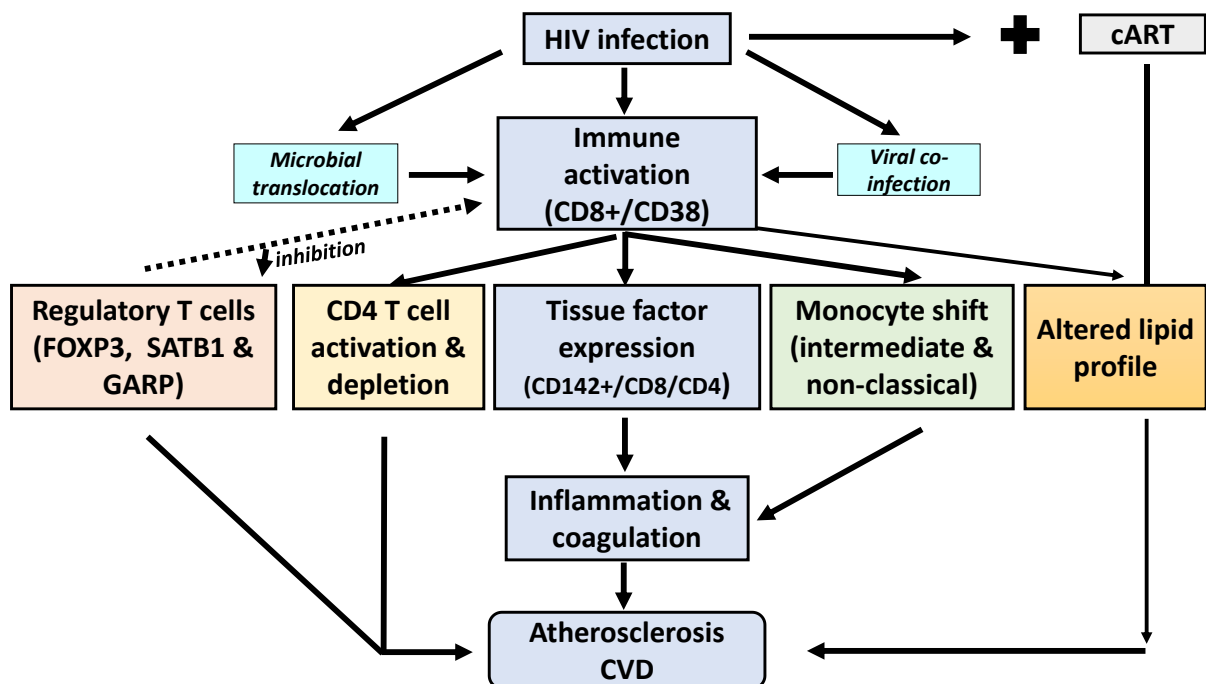 HIV infection
cART
Immune
activation
(CD8+/CD38)
Microbial
translocation
Viral co-
infection
inhibition
Regulatory T cells
(FOXP3, SATB1 &
GARP)
CD4 T cell
activation &
depletion
Tissue factor
expression
(CD142+/CD8/CD4)
Monocyte shift
(intermediate &
non-classical)
Altered lipid
profile
Inflammation &
coagulation
Atherosclerosis
CVD